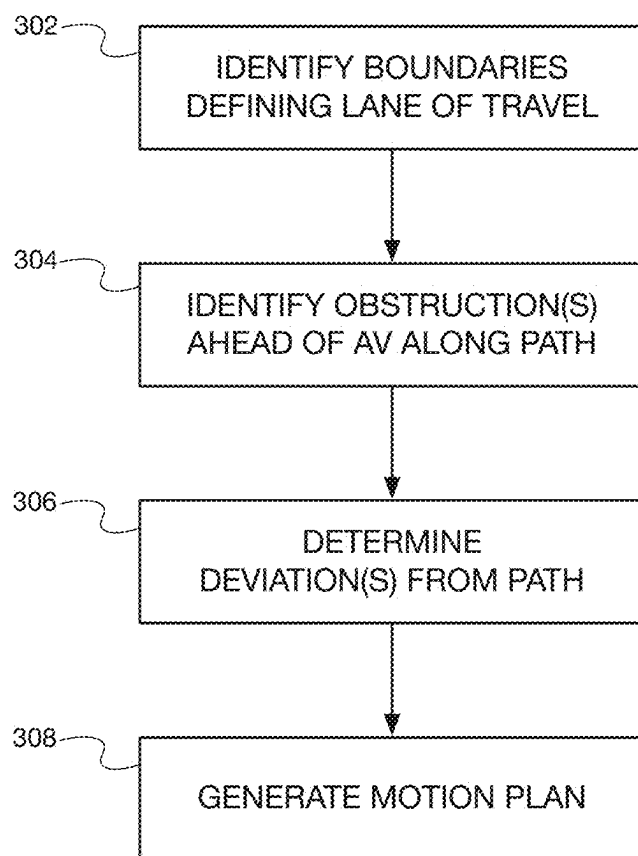 302
IDENTIFY BOUNDARIES
DEFINING LANE OF TRAVEL
304
IDENTIFY OBSTRUCTION(S)
AHEAD OF AV ALONG PATH
306
DETERMINE
DEVIATION(S) FROM PATH
308
GENERATE MOTION PLAN